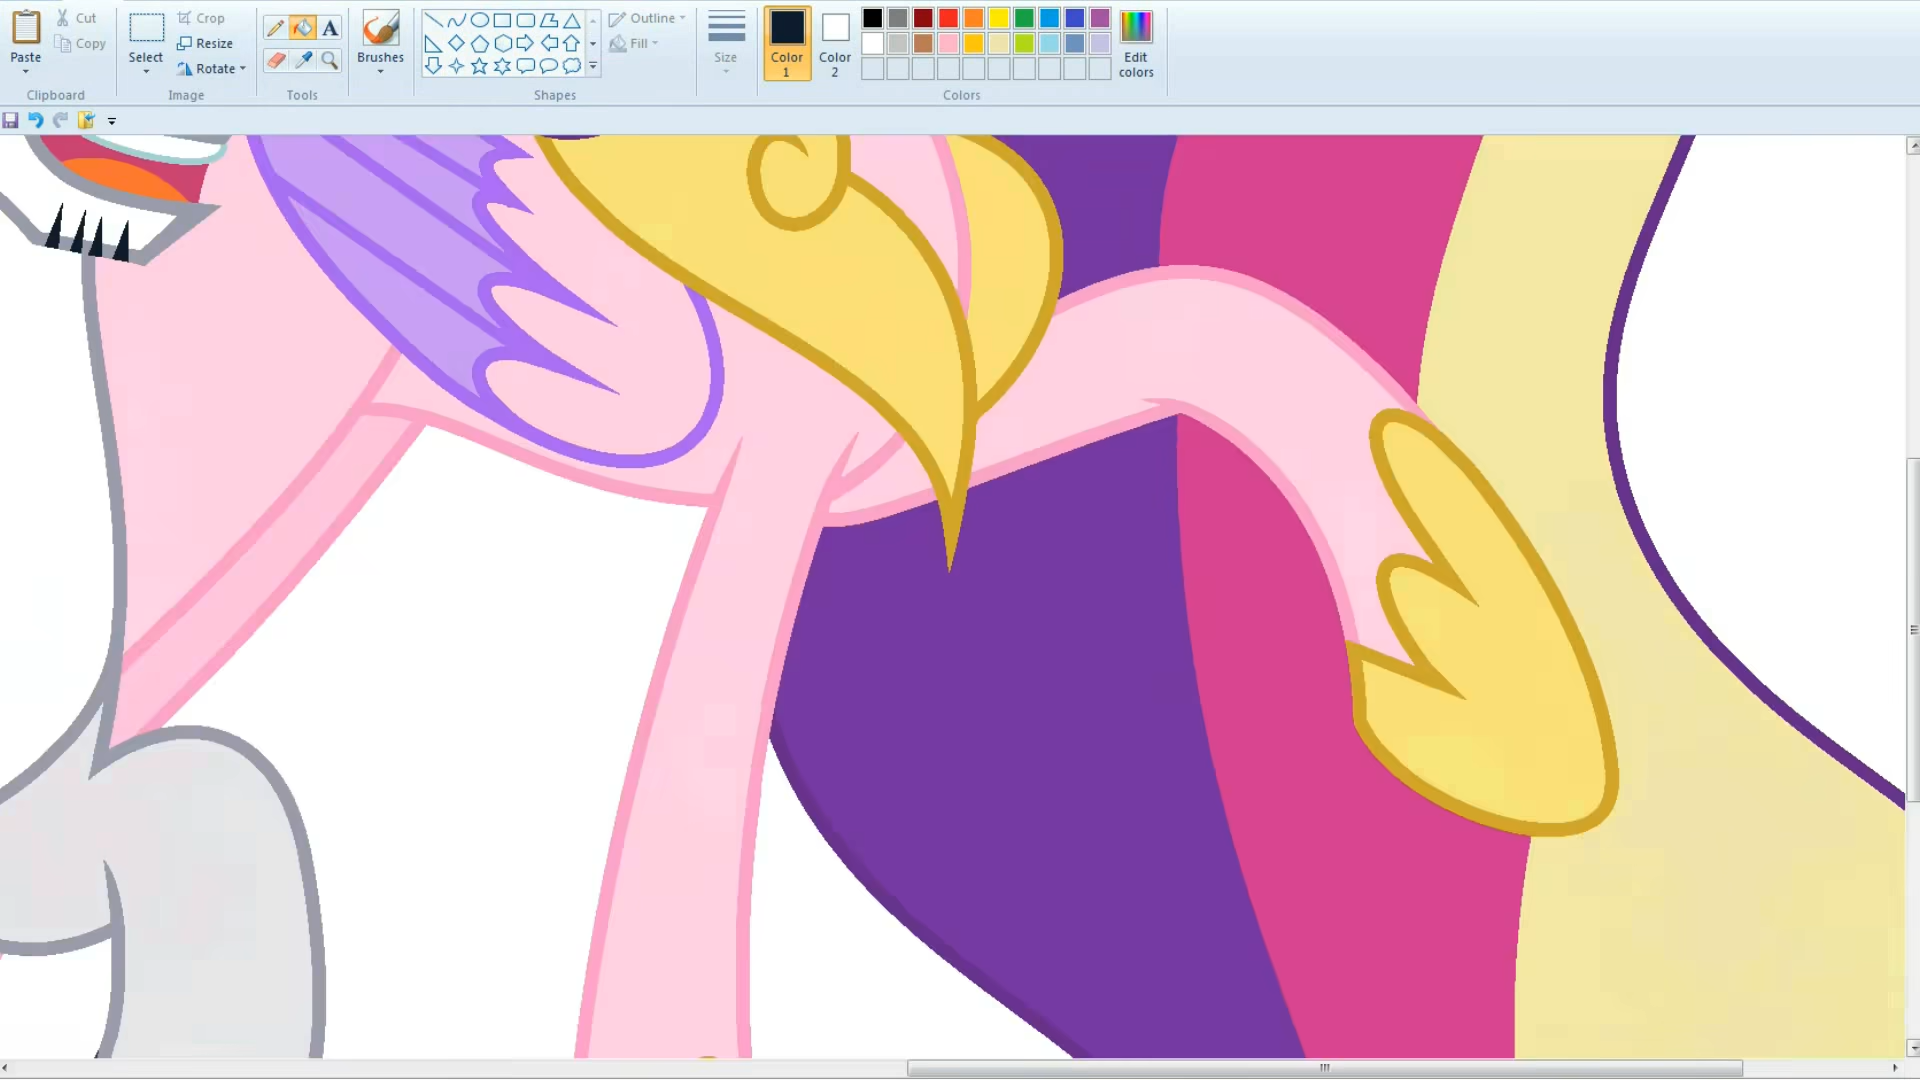 Paste
Cut
Copy
Clipboard
Select
Crop
Resize
Rotate
Image
A
Tools
Brushes
Shapes
Outline
Fill
Size
Color
1
Color
2
Edit
colors
Colors